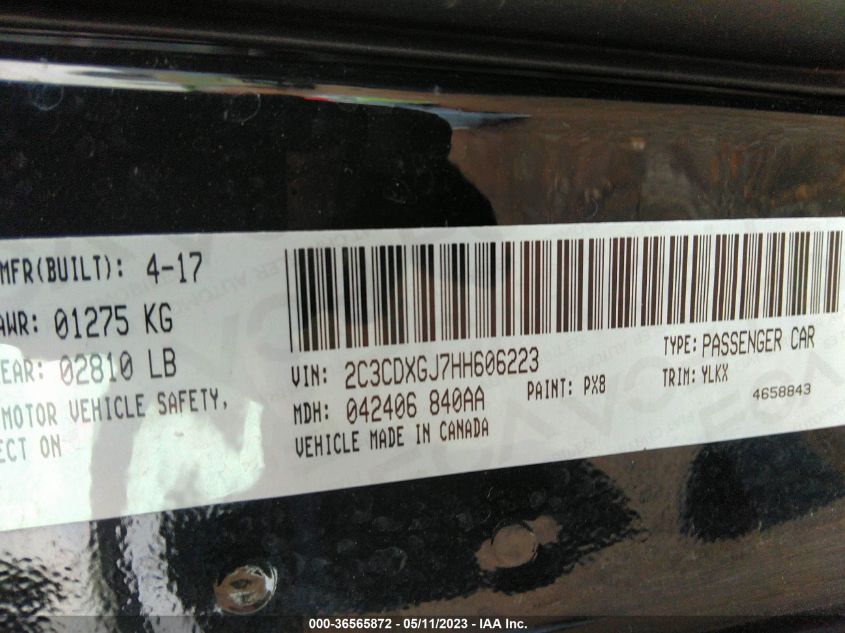 MFR(BUILT): 4-17
AWR: 01275 KG
EAR: 02810 LB
MOTOR VEHICLE SAFETY,
ECT ON
VIN: 2C3CDXGJ7HH606223
TYPE: PASSENGER CAR
MDH: 042406 840AA
PAINT: PX8
TRIM: YLKX
VEHICLE MADE IN CANADA
4658843
000-36565872 - 05/11/2023 - IAA Inc.